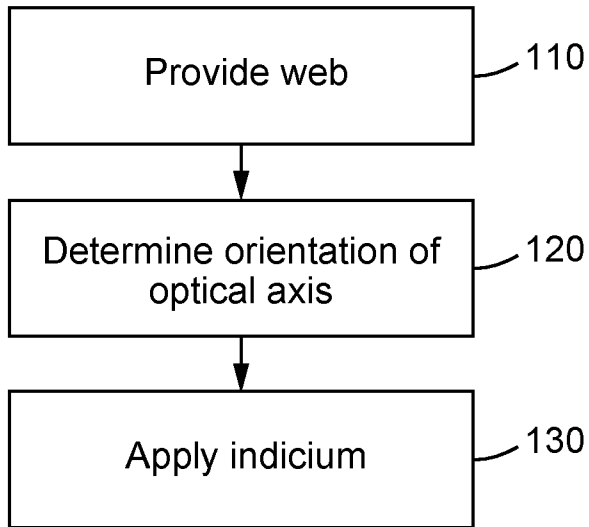 Provide web
110
Determine orientation of
optical axis
120
Apply indicium
130